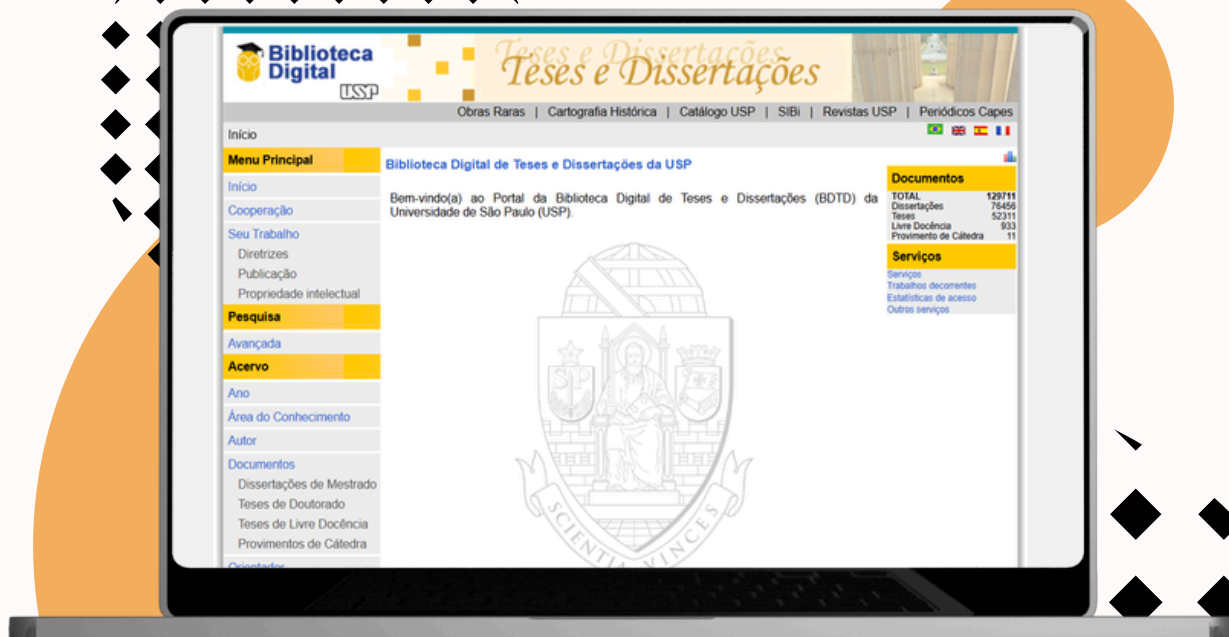 Biblioteca
Digital
USP
Teses e Dissertações
Teses e Dissertações
Obras Raras | Cartografia Histórica | Catálogo USP | SIBi | Revistas USP | Periódicos Capes
Início
Menu Principal
Início
Cooperação
Seu Trabalho
Diretrizes
Publicação
Propriedade intelectual
Pesquisa
Avançada
Acervo
Ano
Área do Conhecimento
Autor
Documentos
Dissertações de Mestrado
Teses de Doutorado
Teses de Livre Docência
Provimentos de Cátedra
Orientador
Biblioteca Digital de Teses e Dissertações da USP
Bem-vindo(a) ao Portal da Biblioteca Digital de Teses e Dissertações (BDTD) da
Universidade de São Paulo (USP).
SP
SCIENTIA VINCES
Documentos
TOTAL 129711
Dissertações 76456
Teses 52311
Livre Docência 933
Provimento de Cátedra 11
Serviços
Serviços
Trabalhos decorrentes
Estatísticas de acesso
Outros serviços